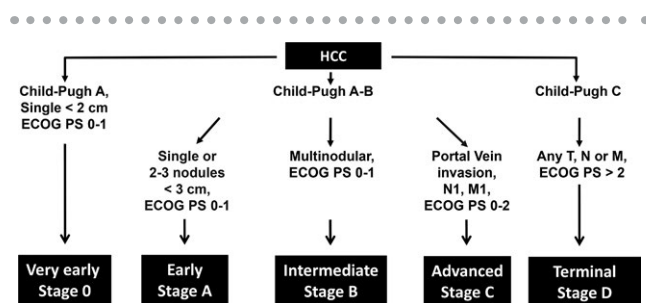 HCC
Child-Pugh A,
Single < 2 cm
ECOG PS 0-1
Child-Pugh A-B
Child-Pugh C
Single or
2-3 nodules
< 3 cm,
ECOG PS 0-1
Multinodular,
ECOG PS 0-1
Portal Vein
invasion,
N1, M1,
ECOG PS 0-2
Any T, N or M,
ECOG PS > 2
Very early
Stage 0
Early
Stage A
Intermediate
Stage B
Advanced
Stage C
Terminal
Stage D